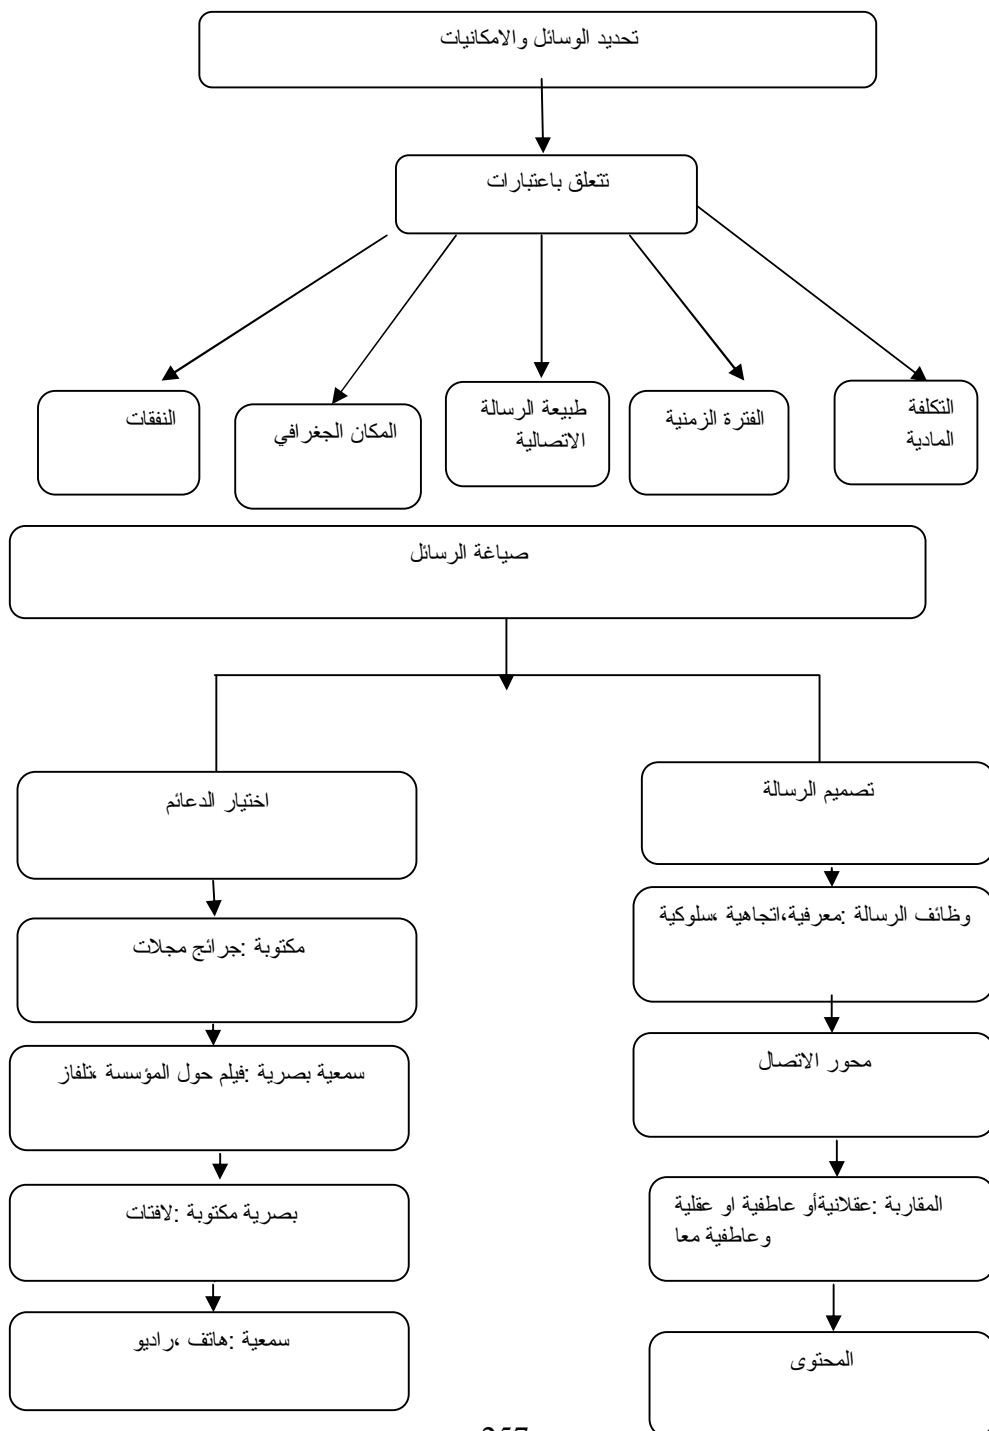 تحديد الوسائل والامكانيات
تتعلق باعتبارات
التكلفة
المادية
الفترة الزمنية
طبيعة الرسالة
الاتصالية
المكان الجغرافي
النفقات
صياغة الرسائل
تصميم الرسالة
وظائف الرسالة :معرفية،اتجاهية ،سلوكية
محور الاتصال
المقاربة :عقلانيةأو عاطفية او عقلية
وعاطفية معا
المحتوى
اختيار الدعائم
مكتوبة :جرائج مجلات
سمعية بصرية :فيلم حول المؤسسة ،تلفاز
بصرية مكتوبة :لافتات
سمعية :هاتف ،راديو